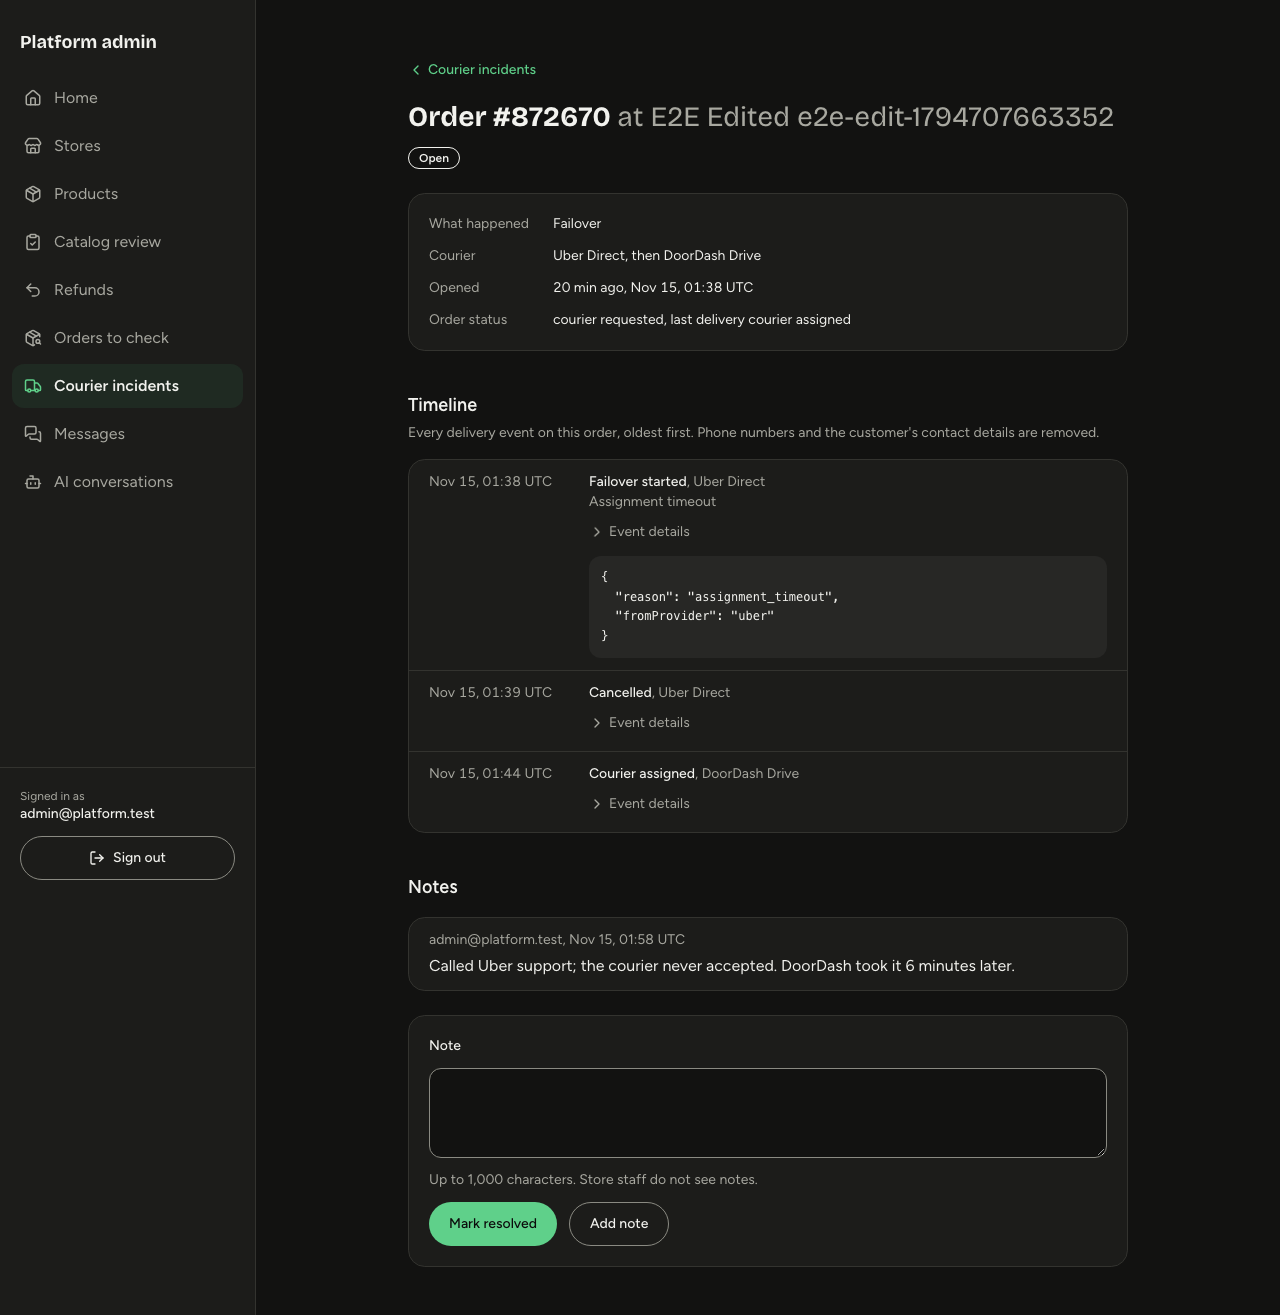 Platform admin
Home
Stores
Products
Catalog review
Refunds
Orders to check
Courier incidents
Messages
AI conversations
Signed in as
admin@platform.test
Sign out
Courier incidents
Order #872670 at E2E Edited e2e-edit-1794707663352
Open
What happened Failover
Courier Uber Direct, then DoorDash Drive
Opened 20 min ago, Nov 15, 01:38 UTC
Order status courier requested, last delivery courier assigned
Timeline
Every delivery event on this order, oldest first. Phone numbers and the customer's contact details are removed.
Nov 15, 01:38 UTC Failover started, Uber Direct
Assignment timeout
Event details
{
"reason": "assignment_timeout",
"fromProvider": "uber"
}
Nov 15, 01:39 UTC Cancelled, Uber Direct
Event details
Nov 15, 01:44 UTC Courier assigned, DoorDash Drive
Event details
Notes
admin@platform.test, Nov 15, 01:58 UTC
Called Uber support; the courier never accepted. DoorDash took it 6 minutes later.
Note
Up to 1,000 characters. Store staff do not see notes.
Mark resolved Add note